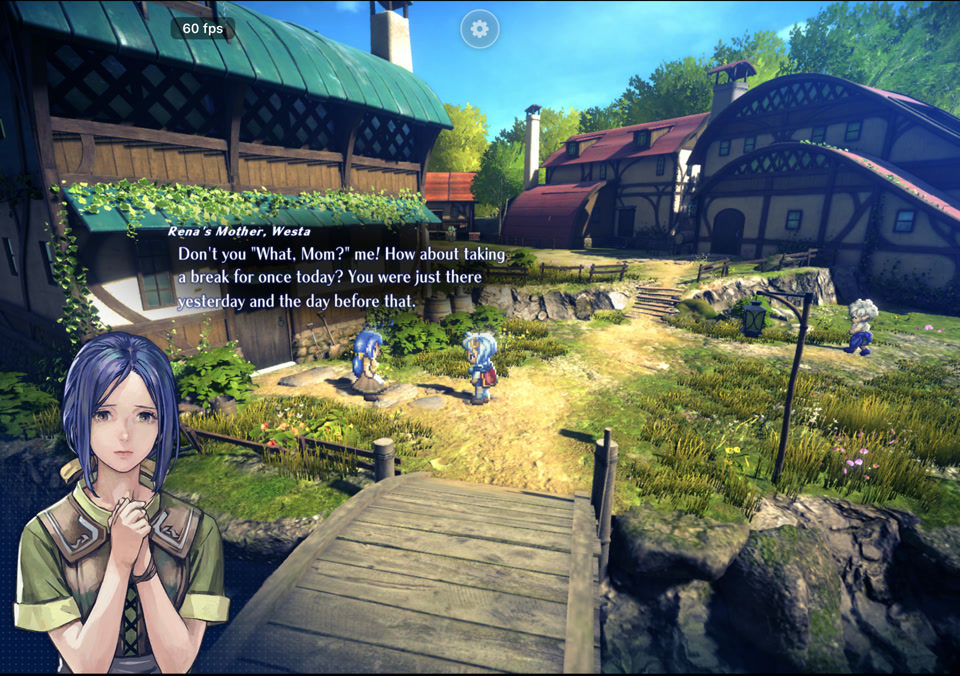 60 fps
Rena's Mother, Westa
Don't you "What, Mom?" me! How about taking
a break for once today? You were just there
yesterday and the day before that.